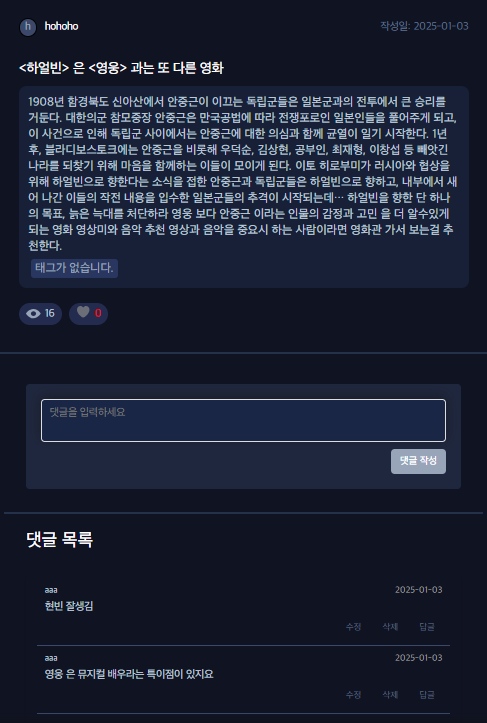 h hohoho 작성일: 2025-01-03
<하얼빈> 은 <영웅> 과는 또 다른 영화
1908년 함경북도 신아산에서 안중근이 이끄는 독립군들은 일본군과의 전투에서 큰 승리를
거둔다. 대한의군 참모중장 안중근은 만국공법에 따라 전쟁포로인 일본인들을 풀어주게 되고,
이 사건으로 인해 독립군 사이에서는 안중근에 대한 의심과 함께 균열이 일기 시작한다. 1년
후, 블라디보스토크에는 안중근을 비롯해 우덕순, 김상현, 공부인, 최재형, 이창섭 등 빼앗긴
나라를 되찾기 위해 마음을 함께하는 이들이 모이게 된다. 이토 히로부미가 러시아와 협상을
위해 하얼빈으로 향한다는 소식을 접한 안중근과 독립군들은 하얼빈으로 향하고, 내부에서 새
어 나간 이들의 작전 내용을 입수한 일본군들의 추격이 시작되는데… 하얼빈을 향한 단 하나
의 목표, 늙은 늑대를 처단하라 영웅 보다 안중근 이라는 인물의 감정과 고민 을 더 알수있게
되는 영화 영상미와 음악 추천 영상과 음악을 중요시 하는 사람이라면 영화관 가서 보는걸 추
천한다.
태그가 없습니다.
16 0
댓글을 입력하세요
댓글 작성
댓글 목록
aaa 2025-01-03
현빈 잘생김
수정 삭제 답글
aaa 2025-01-03
영웅 은 뮤지컬 배우라는 특이점이 있지요
수정 삭제 답글